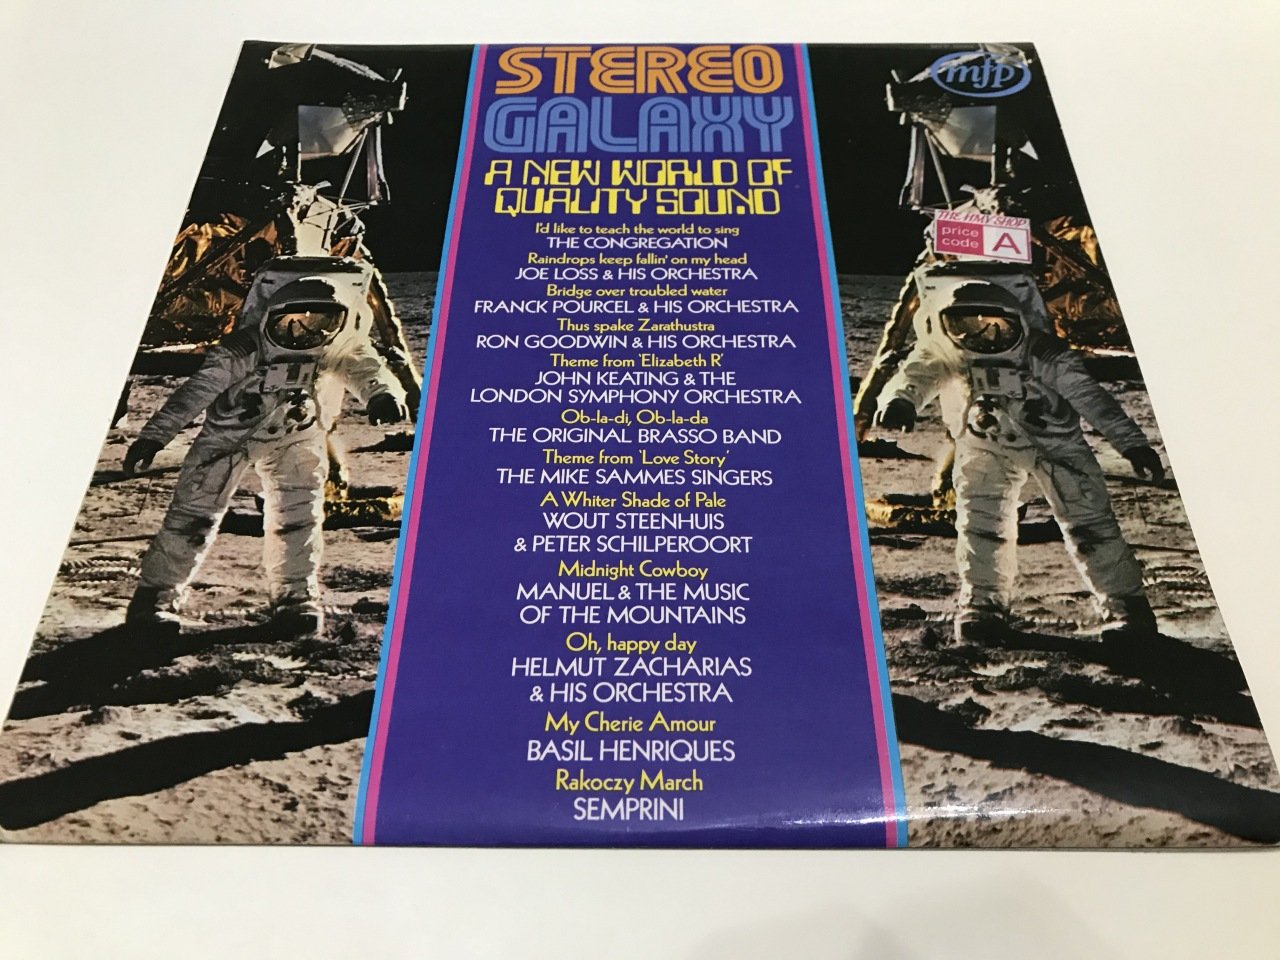 STEREO
GALAXY
A NEW WORLD OF
QUALITY SOUND
mfp
THE HMV SHOP
price
code A
I'd like to teach the world to sing
THE CONGREGATION
Raindrops keep fallin' on my head
JOE LOSS & HIS ORCHESTRA
Bridge over troubled water
FRANCK POURCEL & HIS ORCHESTRA
Thus spake Zarathustra
RON GOODWIN & HIS ORCHESTRA
Theme from 'Elizabeth R'
JOHN KEATING & THE
LONDON SYMPHONY ORCHESTRA
Ob-la-di, Ob-la-da
THE ORIGINAL BRASSO BAND
Theme from 'Love Story'
THE MIKE SAMMES SINGERS
A Whiter Shade of Pale
WOUT STEENHUIS
& PETER SCHILPEROORT
Midnight Cowboy
MANUEL & THE MUSIC
OF THE MOUNTAINS
Oh, happy day
HELMUT ZACHARIAS
& HIS ORCHESTRA
My Cherie Amour
BASIL HENRIQUES
Rakoczy March
SEMPRINI